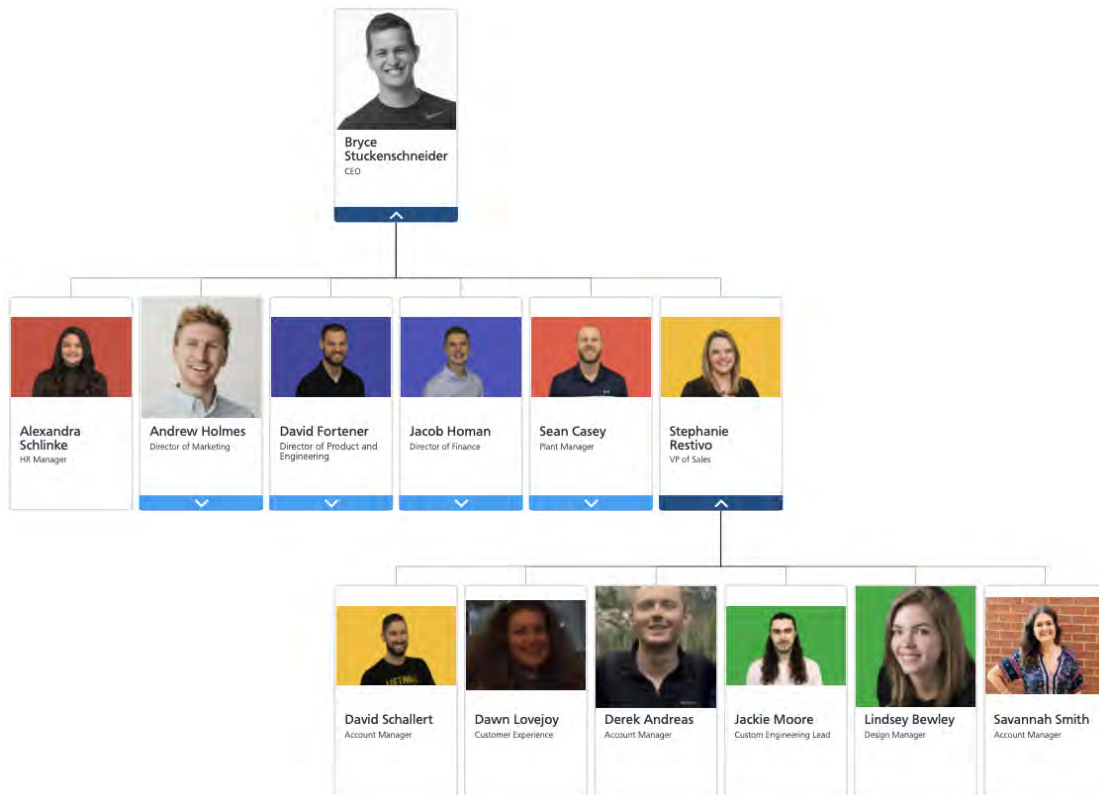 Bryce
Stuckenschneider
CEO
Alexandra
Schlinke
HR Manager
Andrew Holmes
Director of Marketing
David Fortener
Director of Product and
Engineering
Jacob Homan
Director of Finance
Sean Casey
Plant Manager
Stephanie
Restivo
VP of Sales
David Schallert
Account Manager
Dawn Lovejoy
Customer Experience
Derek Andreas
Account Manager
Jackie Moore
Custom Engineering Lead
Lindsey Bewley
Design Manager
Savannah Smith
Account Manager